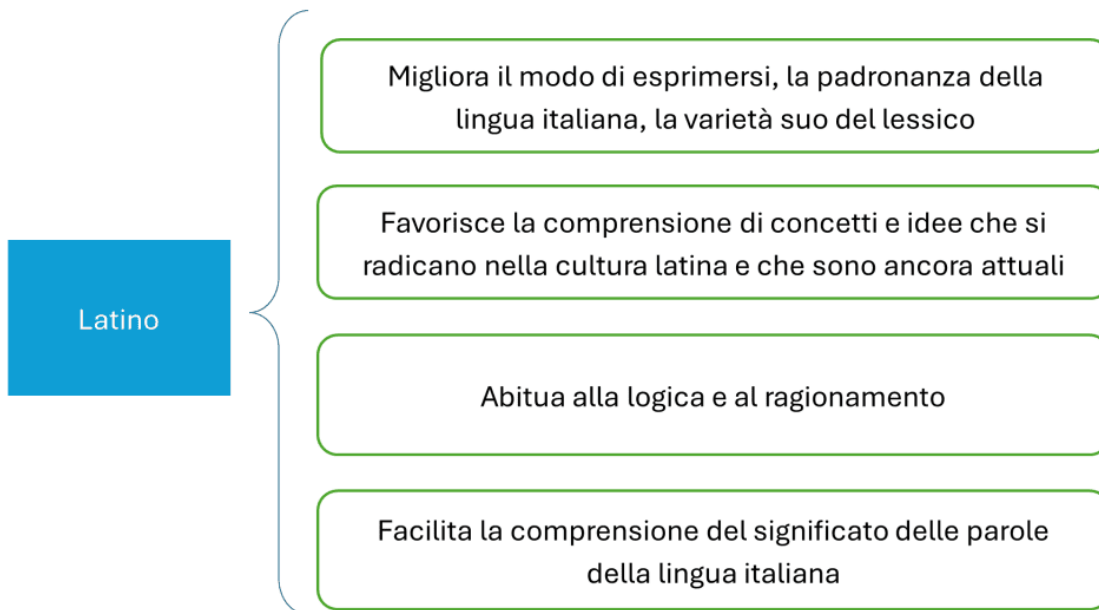 Migliora il modo di esprimersi, la padronanza della
lingua italiana, la varietà suo del lessico
Favorisce la comprensione di concetti e idee che si
radicano nella cultura latina e che sono ancora attuali
Latino
Abitua alla logica e al ragionamento
Facilita la comprensione del significato delle parole
della lingua italiana